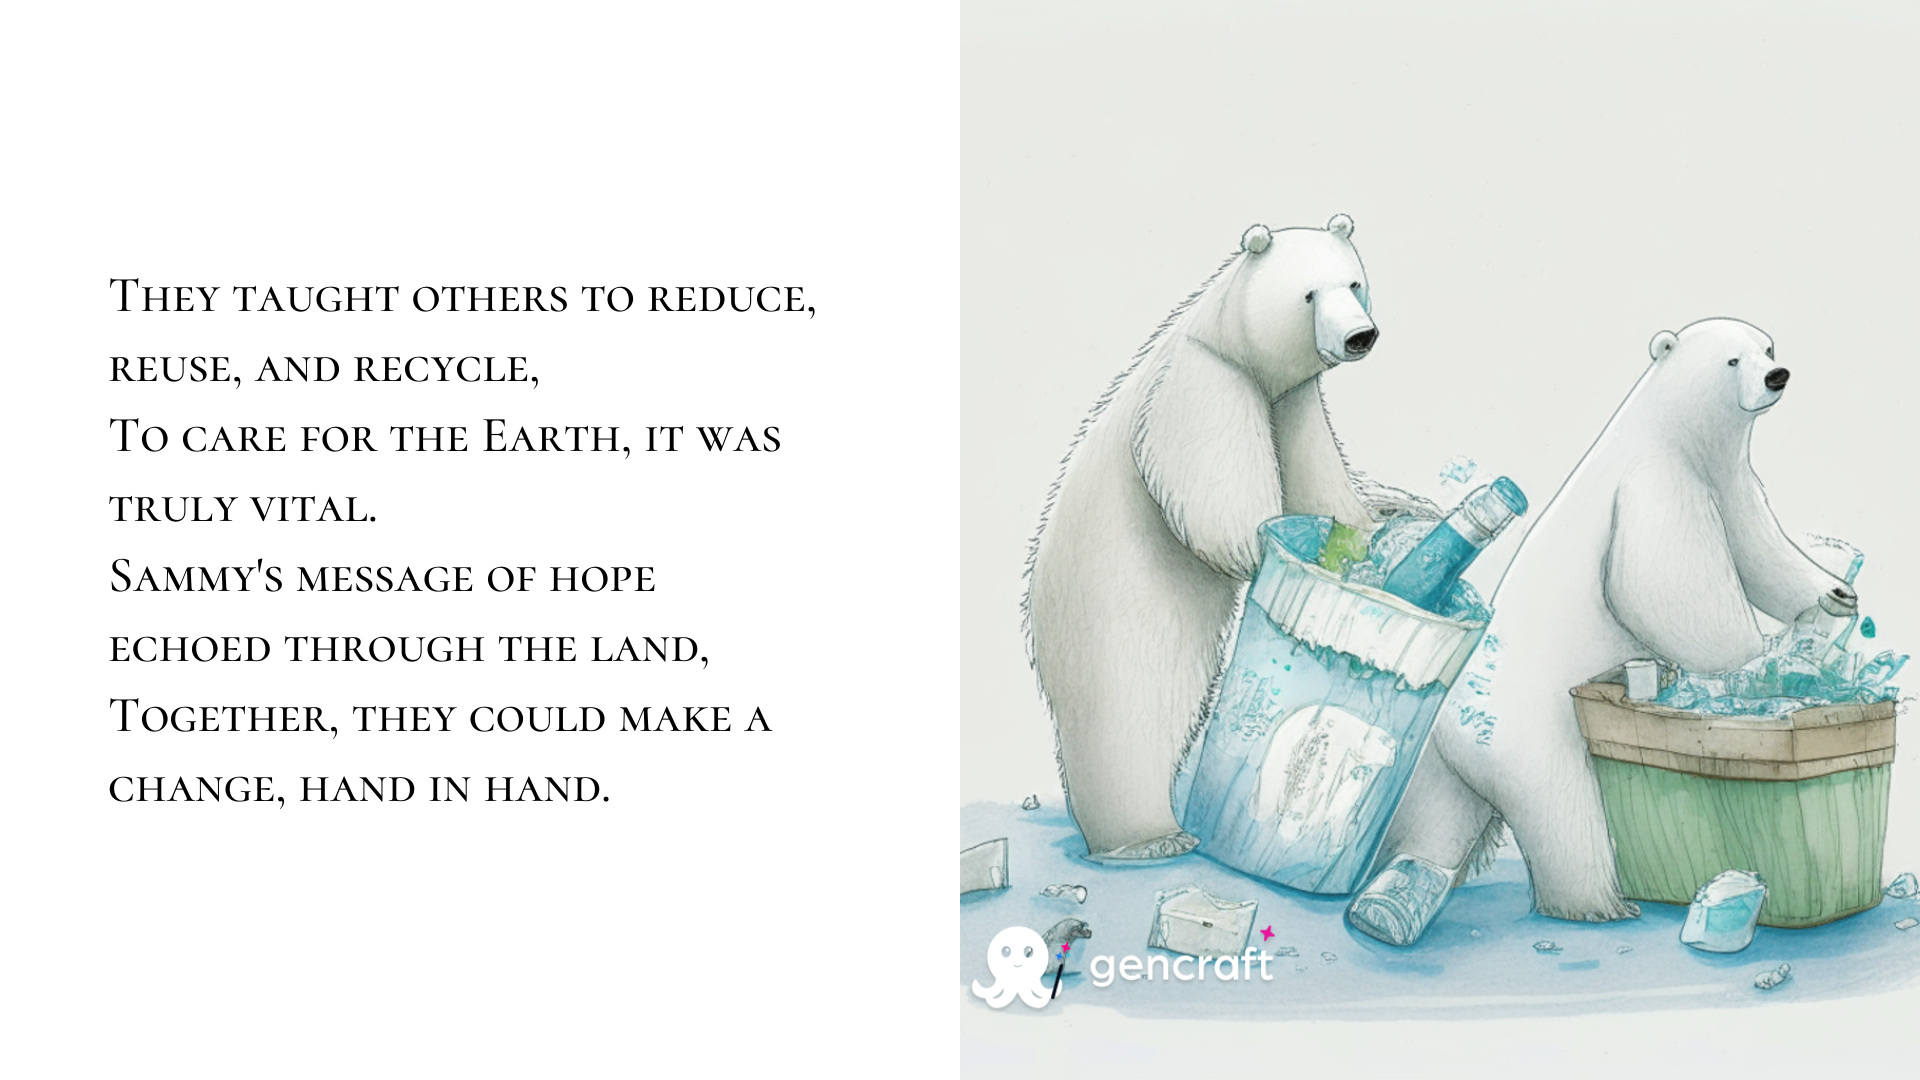 They taught others to reduce,
reuse, and recycle,
To care for the Earth, it was
truly vital.
Sammy's message of hope
echoed through the land,
Together, they could make a
change, hand in hand.
gencraft